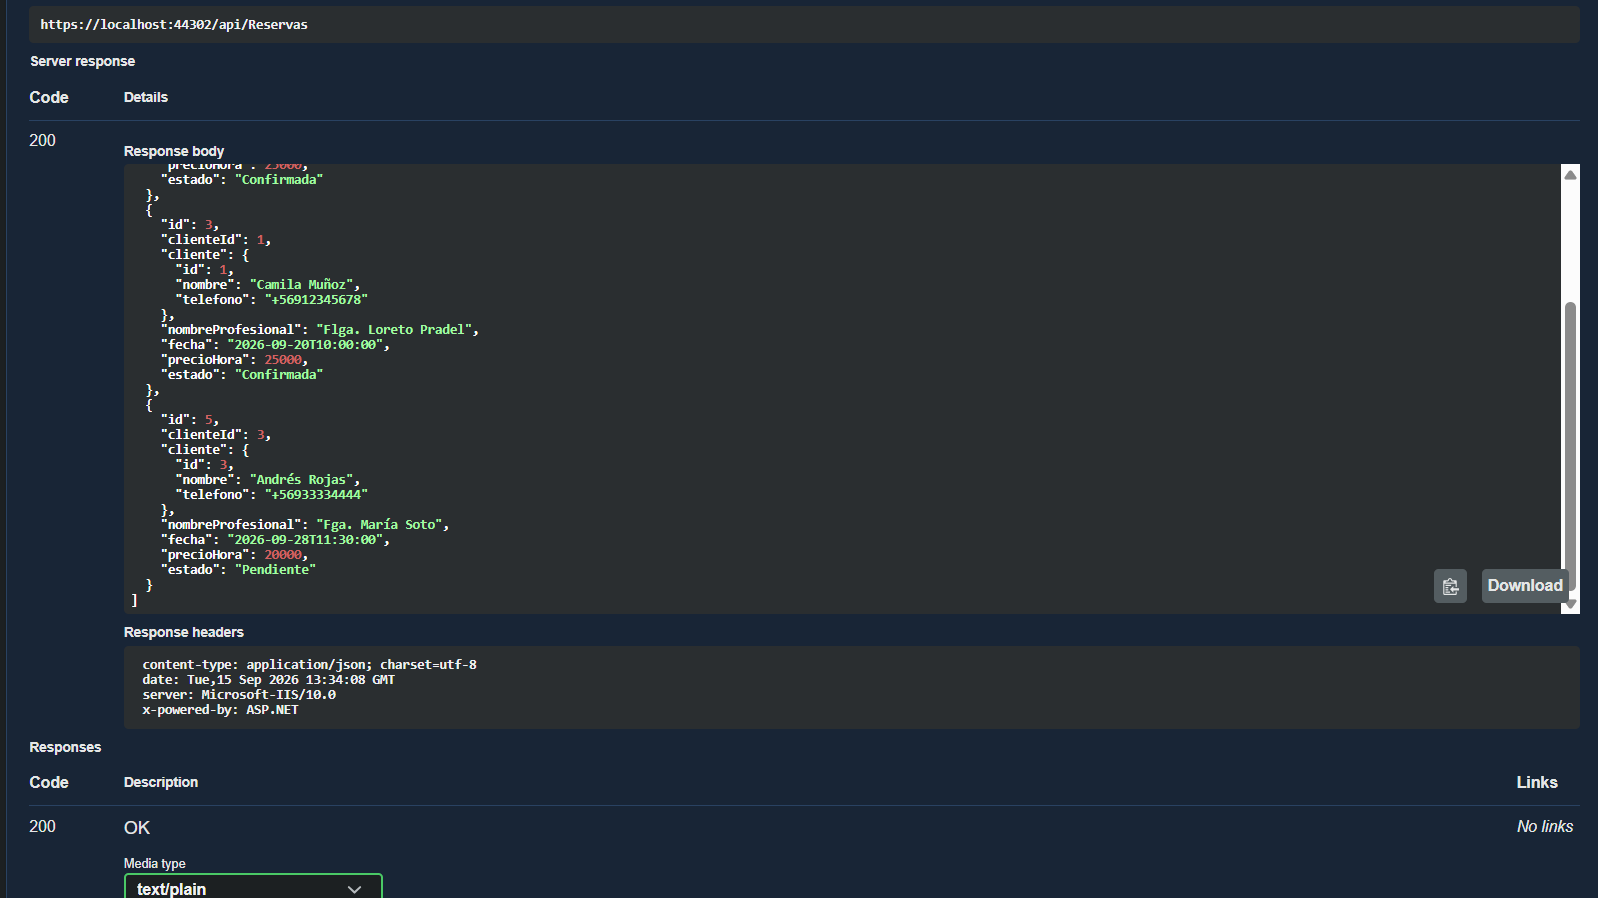 https://localhost:44302/api/Reservas
Server response
Code Details
200
Response body
"precioHora": 25000,
"estado": "Confirmada"
},
{
"id": 3,
"clienteId": 1,
"cliente": {
"id": 1,
"nombre": "Camila Muñoz",
"telefono": "+56912345678"
},
"nombreProfesional": "Flga. Loreto Pradel",
"fecha": "2026-09-20T10:00:00",
"precioHora": 25000,
"estado": "Confirmada"
},
{
"id": 5,
"clienteId": 3,
"cliente": {
"id": 3,
"nombre": "Andrés Rojas",
"telefono": "+56933334444"
},
"nombreProfesional": "Fga. María Soto",
"fecha": "2026-09-28T11:30:00",
"precioHora": 20000,
"estado": "Pendiente"
}
]
Download
Response headers
content-type: application/json; charset=utf-8
date: Tue,15 Sep 2026 13:34:08 GMT
server: Microsoft-IIS/10.0
x-powered-by: ASP.NET
Responses
Code Description Links
200 OK No links
Media type
text/plain